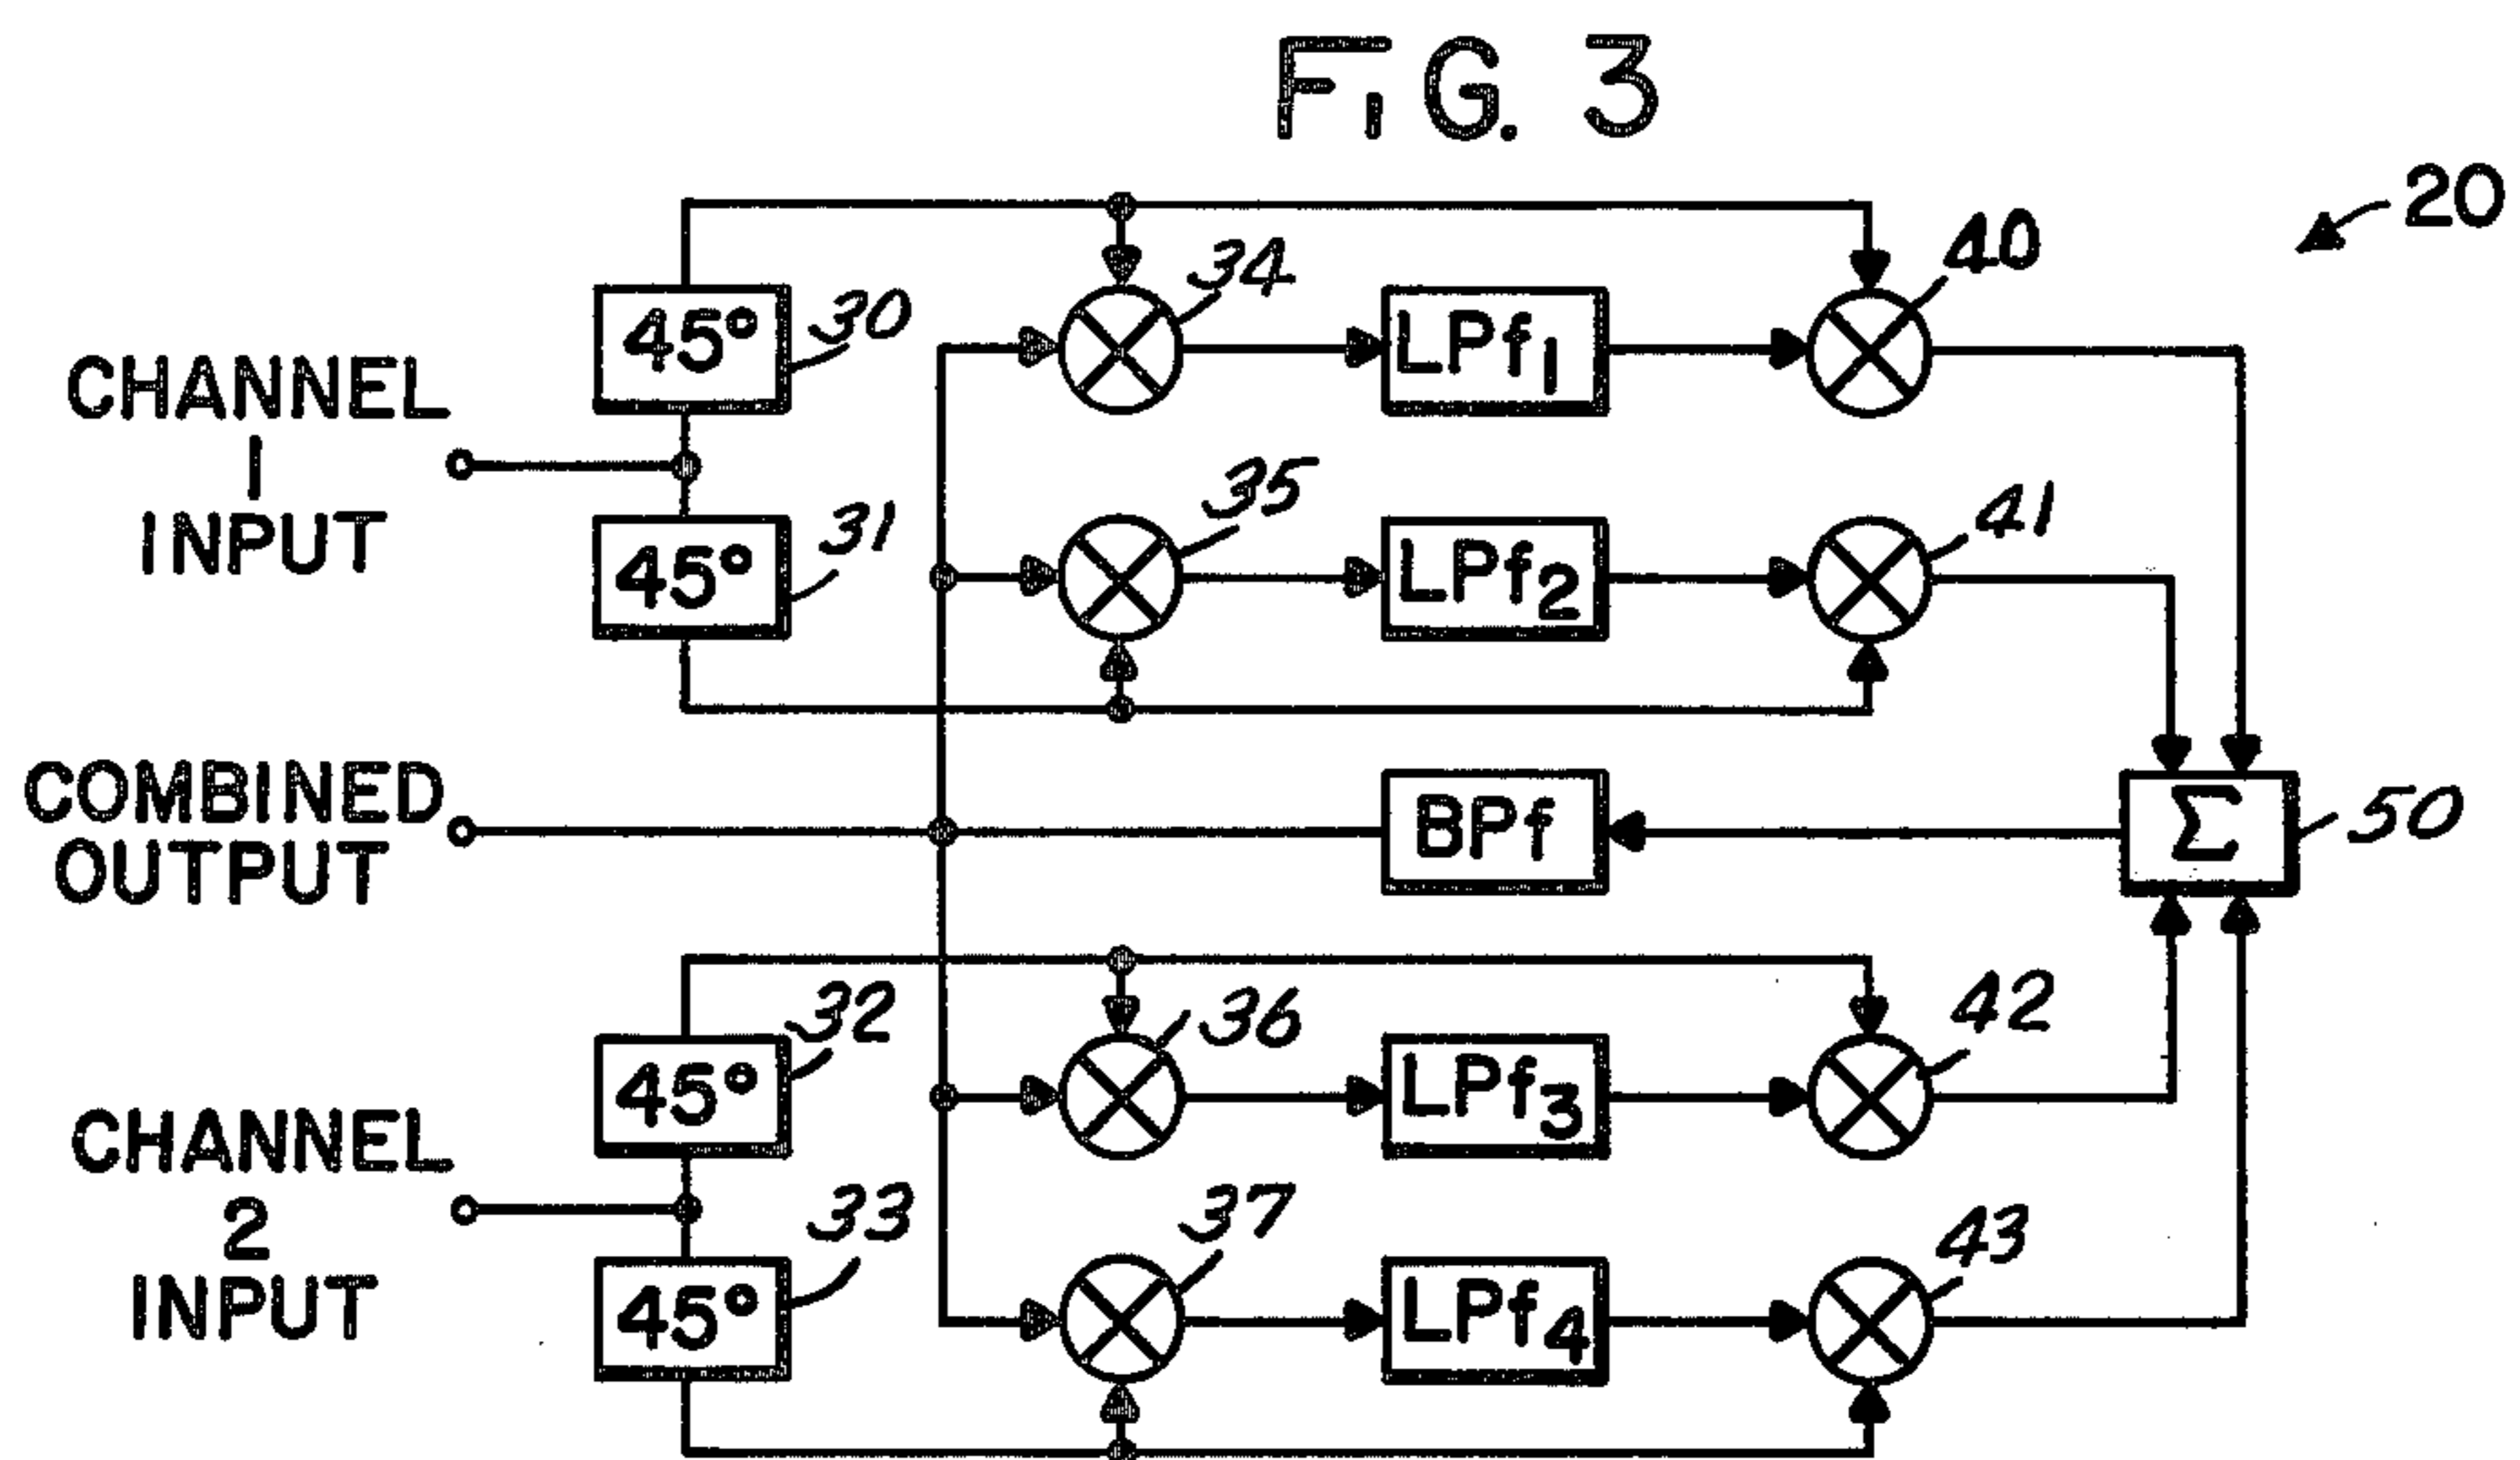 FIG. 3
20
CHANNEL
1
INPUT
45°
30
45°
31
34
LPf1
40
35
LPf2
41
COMBINED
OUTPUT
BPf
Σ
50
CHANNEL
2
INPUT
45°
32
45°
33
36
LPf3
42
37
LPf4
43